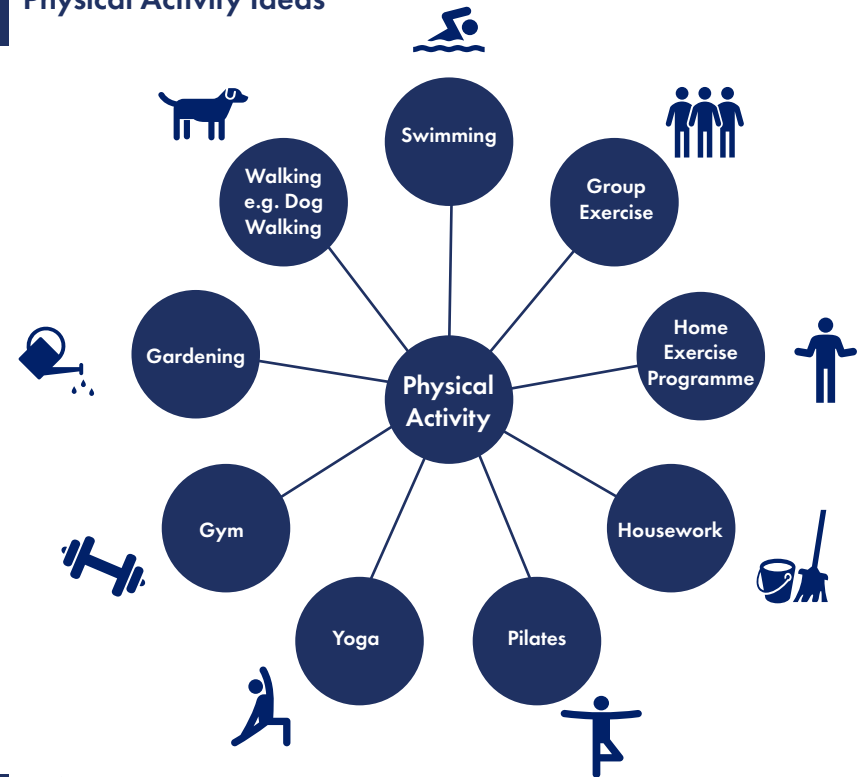 Physical Activity Ideas
Swimming
Group
Exercise
Home
Exercise
Programme
Housework
Pilates
Yoga
Gym
Gardening
Walking
e.g. Dog
Walking
Physical
Activity